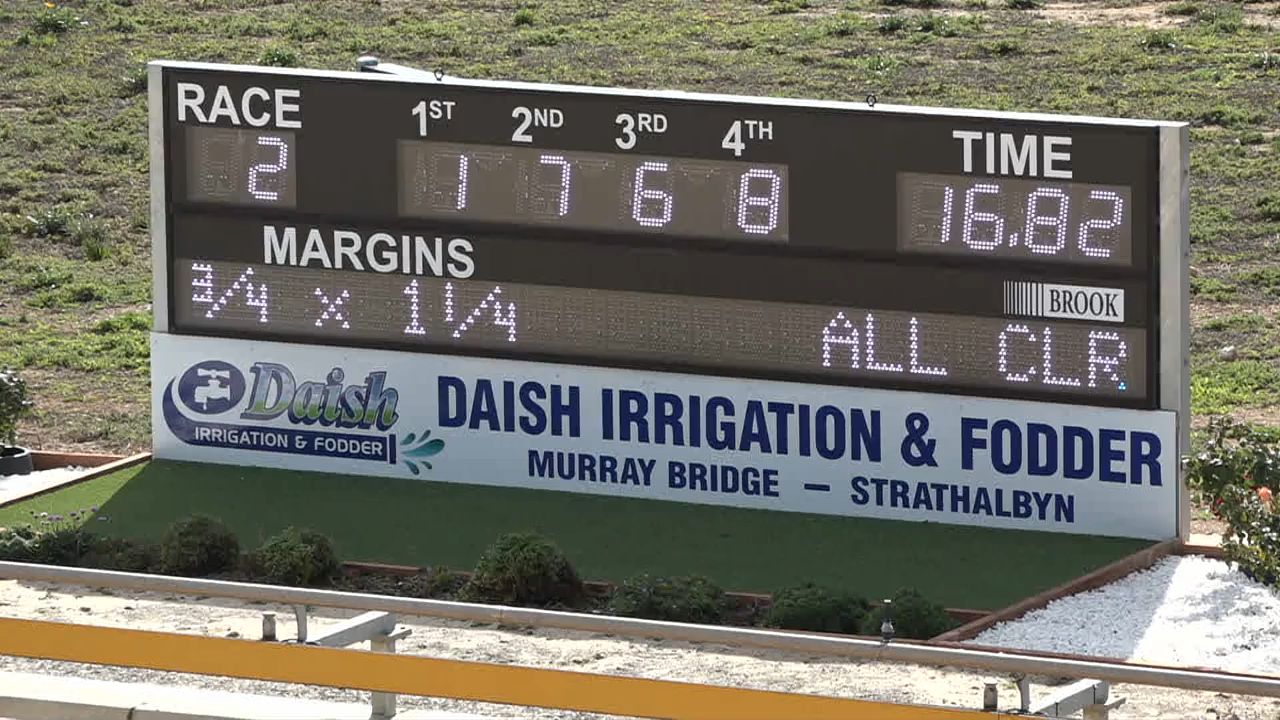 RACE 1ST 2ND 3RD 4TH TIME
2 1 7 6 8 16.82
MARGINS
BROOK
3/4 x 1 1/4 ALL CLR
Daish
IRRIGATION & FODDER
DAISH IRRIGATION & FODDER
MURRAY BRIDGE – STRATHALBYN